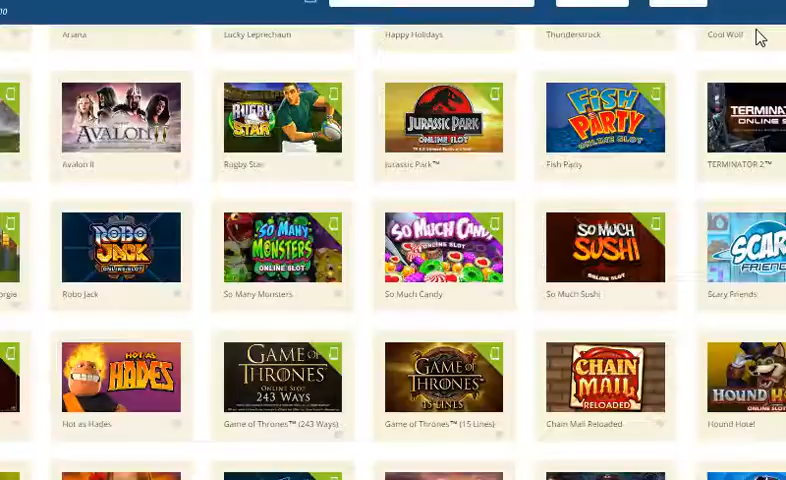 Ariana
Lucky Leprechaun
Happy Holidays
Thunderstruck
Cool Wolf
AVALON II
RUGBY
STAR
JURASSIC PARK
ONLINE SLOT
FISH
PARTY
ONLINE SLOT
ONLINE S
Avalon II
Rugby Star
Jurassic Park™
Fish Party
TERMINATOR 2™
ROBO
JACK
ONLINE SLOT
SO MANY
MONSTERS
ONLINE SLOT
SO MUCH
ONLINE SLOT
SO MUCH
SUSHI
ONLINE SLOT
orgie
Robo Jack
So Many Monsters
So Much Candy
So Much Sushi
Scary Friends
HOT AS
HADES
GAME OF
THRONES
ONLINE SLOT
243 WAYS
GAME OF
THRONES
15 LINES
CHAIN
MAIL
RELOADED
HOUND
ONLINE SLOT
Hot as Hades
Game of Thrones™ (243 Ways)
Game of Thrones™ (15 Lines)
Chain Mail Reloaded
Hound Hotel